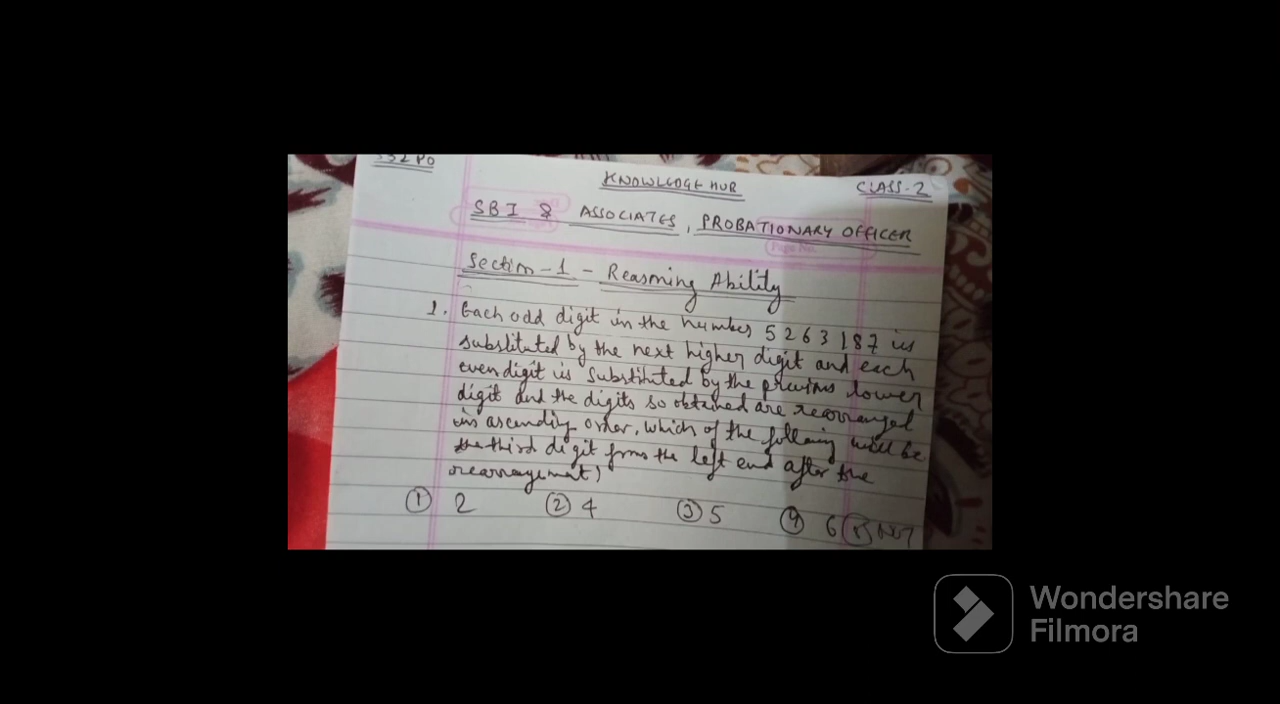 KNOWLEDGE HUB
CLASS-2
SBI & ASSOCIATES, PROBATIONARY OFFICER
Page No.
Section-1 - Reasoning Ability
1. Each odd digit in the number 5263187 is
substituted by the next higher digit and each
even digit is substituted by the previous lower
digit and the digits so obtained are rearranged
in ascending order, which of the following will be
the third digit from the left end after the
rearrangement)
① 2 ② 4 ③ 5 ④ 6
Wondershare
Filmora